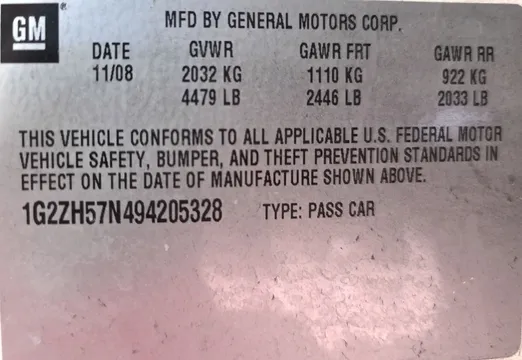 GM
MFD BY GENERAL MOTORS CORP.
DATE GVWR GAWR FRT GAWR RR
11/08 2032 KG 1110 KG 922 KG
4479 LB 2446 LB 2033 LB
THIS VEHICLE CONFORMS TO ALL APPLICABLE U.S. FEDERAL MOTOR
VEHICLE SAFETY, BUMPER, AND THEFT PREVENTION STANDARDS IN
EFFECT ON THE DATE OF MANUFACTURE SHOWN ABOVE.
1G2ZH57N494205328 TYPE: PASS CAR